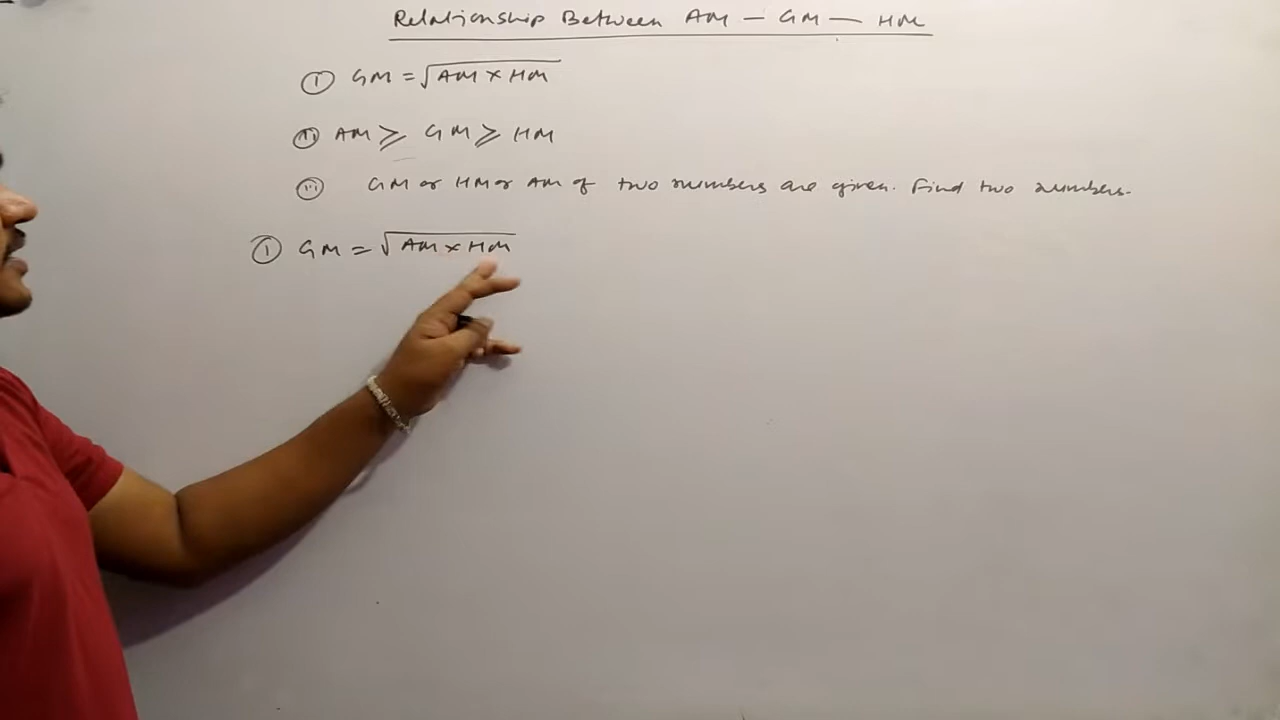 Relationship Between AM — GM — HM
(i) GM = √AM × HM
(ii) AM ≥ GM ≥ HM
(iii) GM or HM or AM of two numbers are given. Find two numbers.
(i) GM = √AM × HM